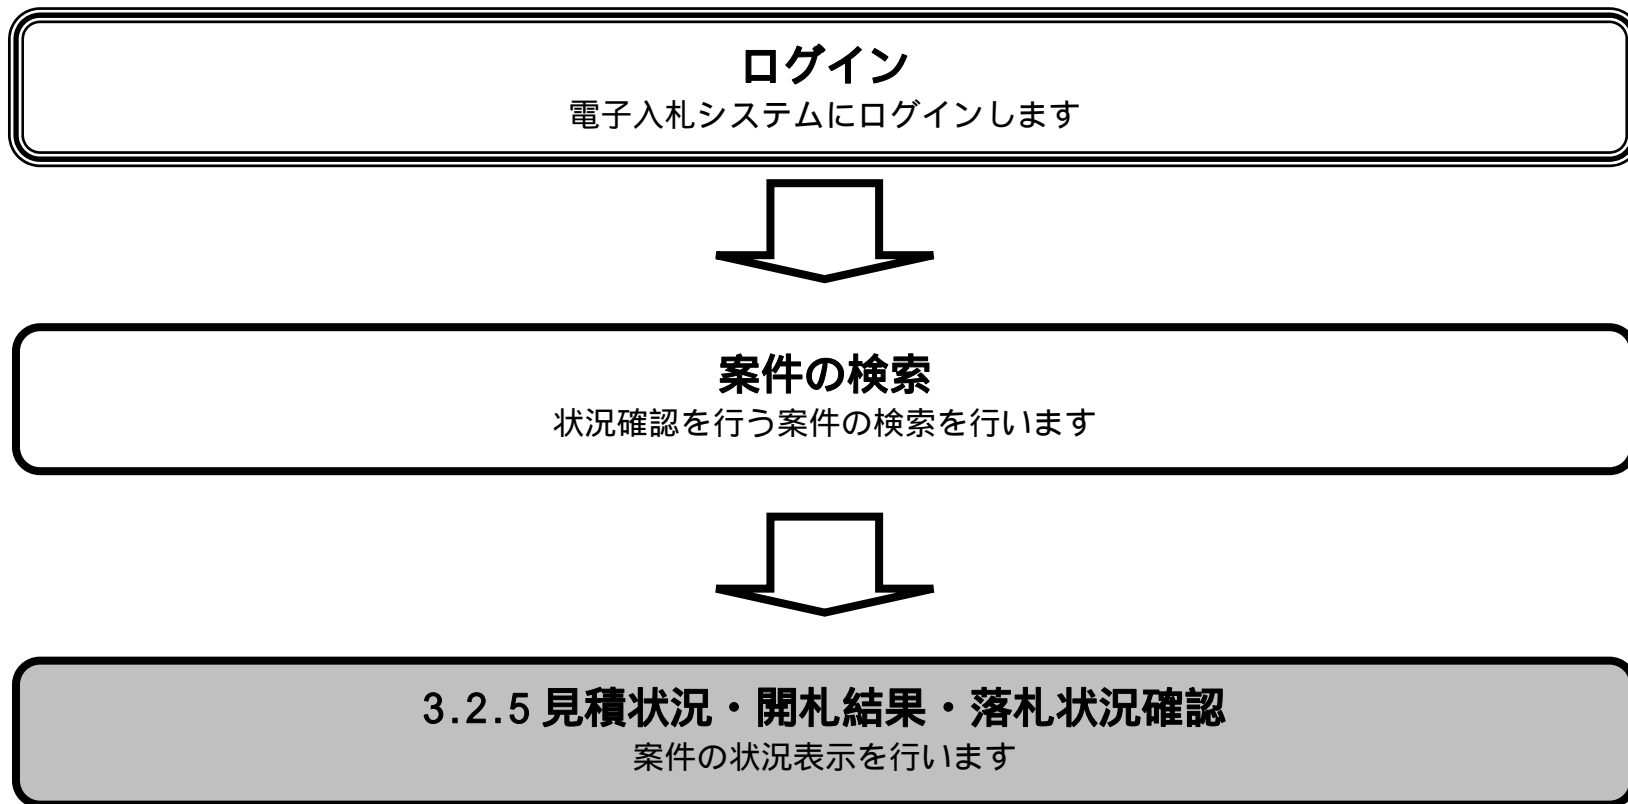 ログイン
電子入札システムにログインします
案件の検索
状況確認を行う案件の検索を行います
3.2.5 見積状況・開札結果・落札状況確認
案件の状況表示を行います